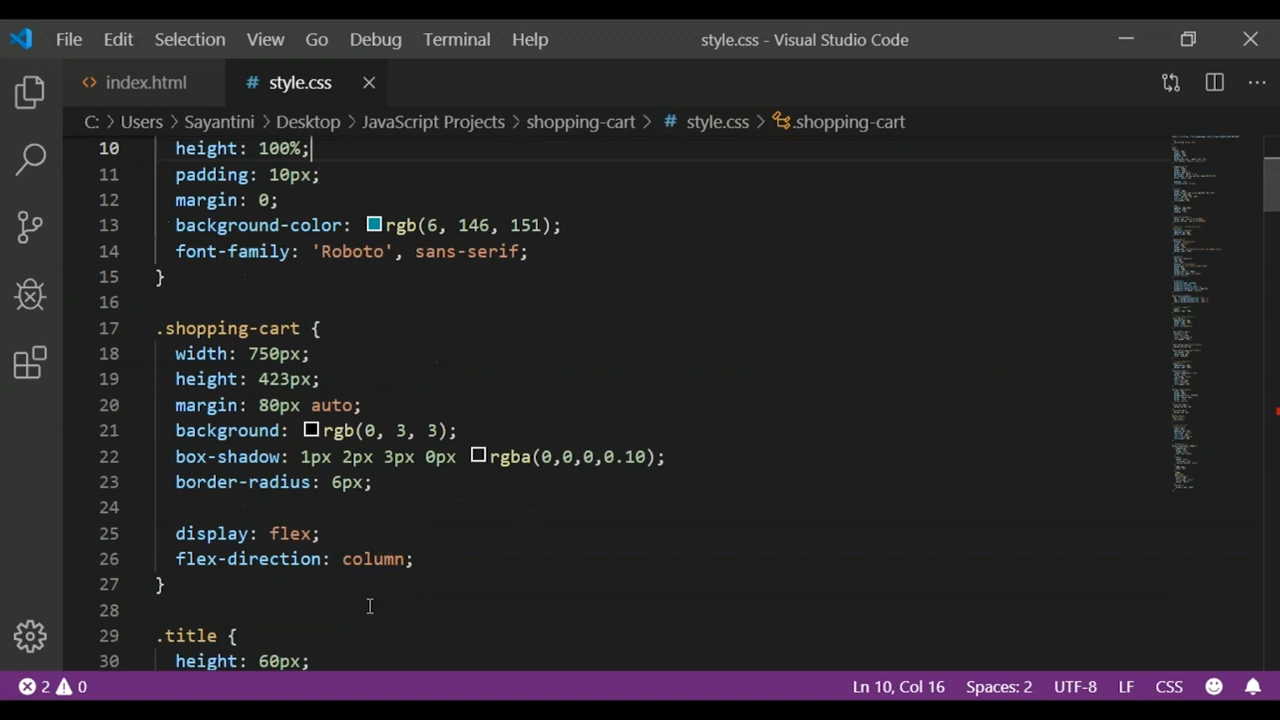 File Edit Selection View Go Debug Terminal Help style.css - Visual Studio Code
<> index.html # style.css
C: > Users > Sayantini > Desktop > JavaScript Projects > shopping-cart > # style.css > .shopping-cart
10 height: 100%;
11 padding: 10px;
12 margin: 0;
13 background-color: rgb(6, 146, 151);
14 font-family: 'Roboto', sans-serif;
15 }
16
17 .shopping-cart {
18 width: 750px;
19 height: 423px;
20 margin: 80px auto;
21 background: rgb(0, 3, 3);
22 box-shadow: 1px 2px 3px 0px rgba(0,0,0,0.10);
23 border-radius: 6px;
24
25 display: flex;
26 flex-direction: column;
27 }
28
29 .title {
30 height: 60px;
2 0 Ln 10, Col 16 Spaces: 2 UTF-8 LF CSS